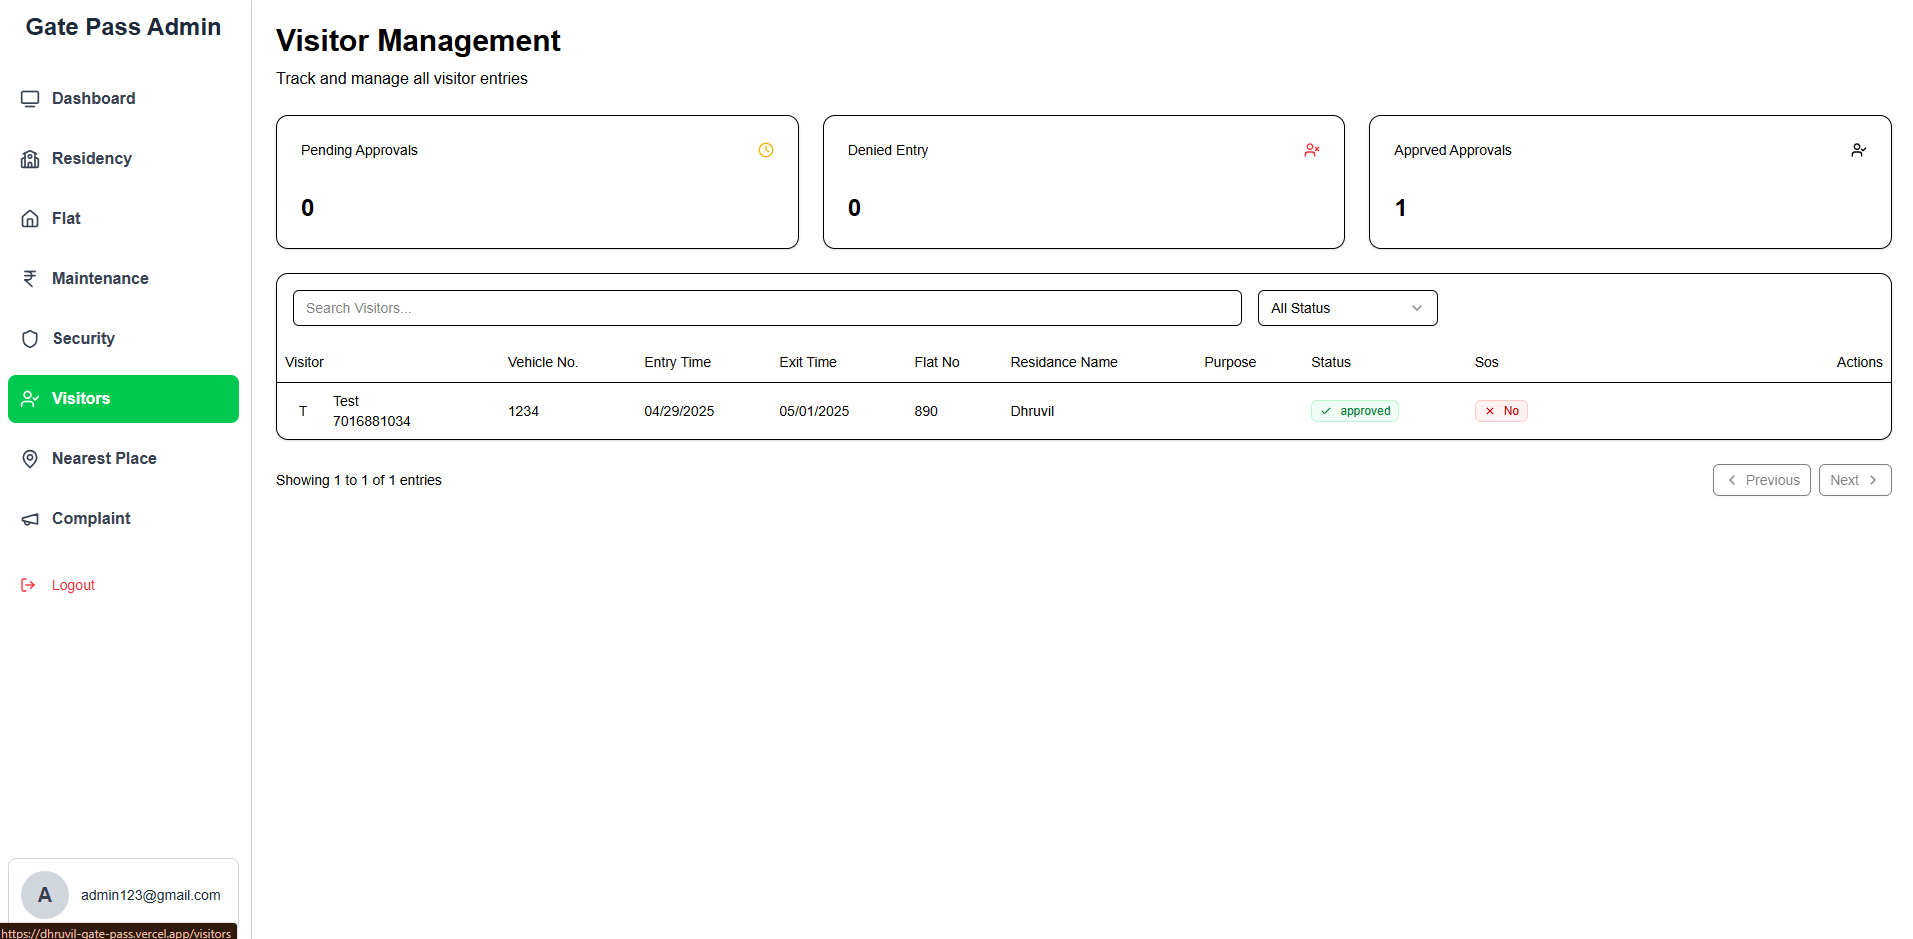 Gate Pass Admin
Dashboard
Residency
Flat
Maintenance
Security
Visitors
Nearest Place
Complaint
Logout
A
admin123@gmail.com
https://dhruvil-gate-pass.vercel.app/visitors
Visitor Management
Track and manage all visitor entries
Pending Approvals
0
Denied Entry
0
Apprved Approvals
1
Search Visitors...
All Status
Visitor Vehicle No. Entry Time Exit Time Flat No Residance Name Purpose Status Sos Actions
T Test 1234 04/29/2025 05/01/2025 890 Dhruvil approved No
7016881034
Showing 1 to 1 of 1 entries
Previous Next